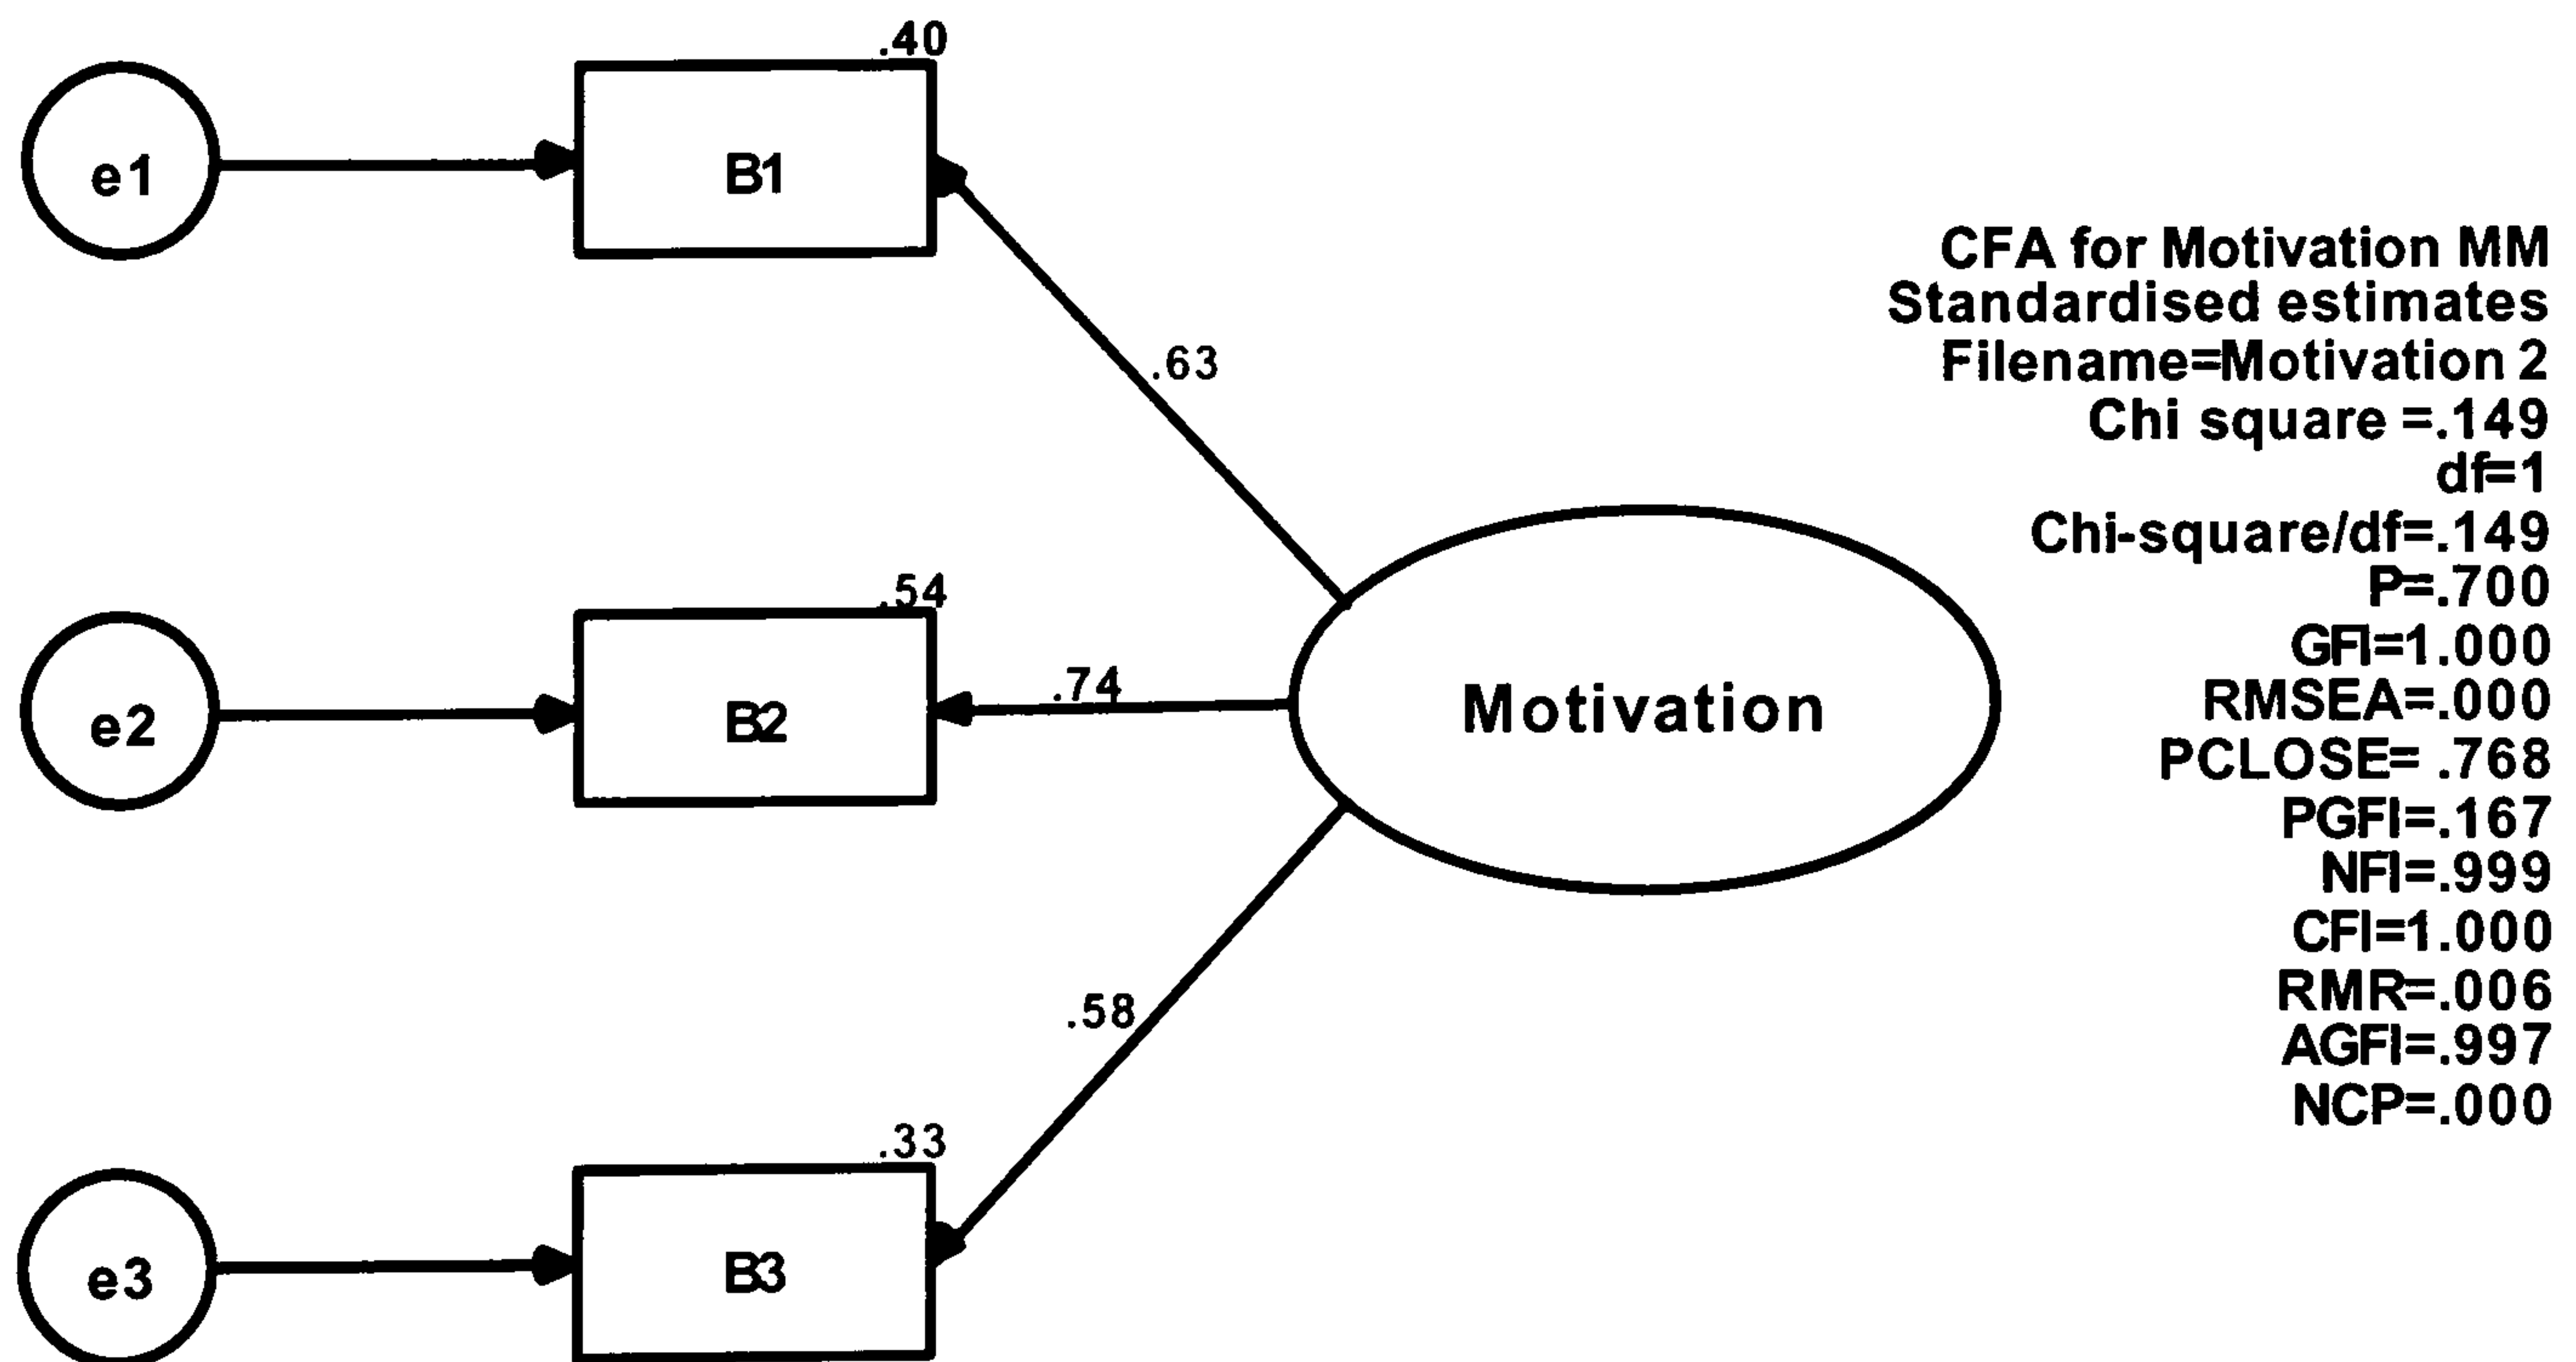 .40
e1
B1
.63
.54
e2
B2
.74
Motivation
.58
.33
e3
B3
CFA for Motivation MM
Standardised estimates
Filename=Motivation 2
Chi square =.149
df=1
Chi-square/df=.149
P=.700
GFI=1.000
RMSEA=.000
PCLOSE= .768
PGFI=.167
NFI=.999
CFI=1.000
RMR=.006
AGFI=.997
NCP=.000